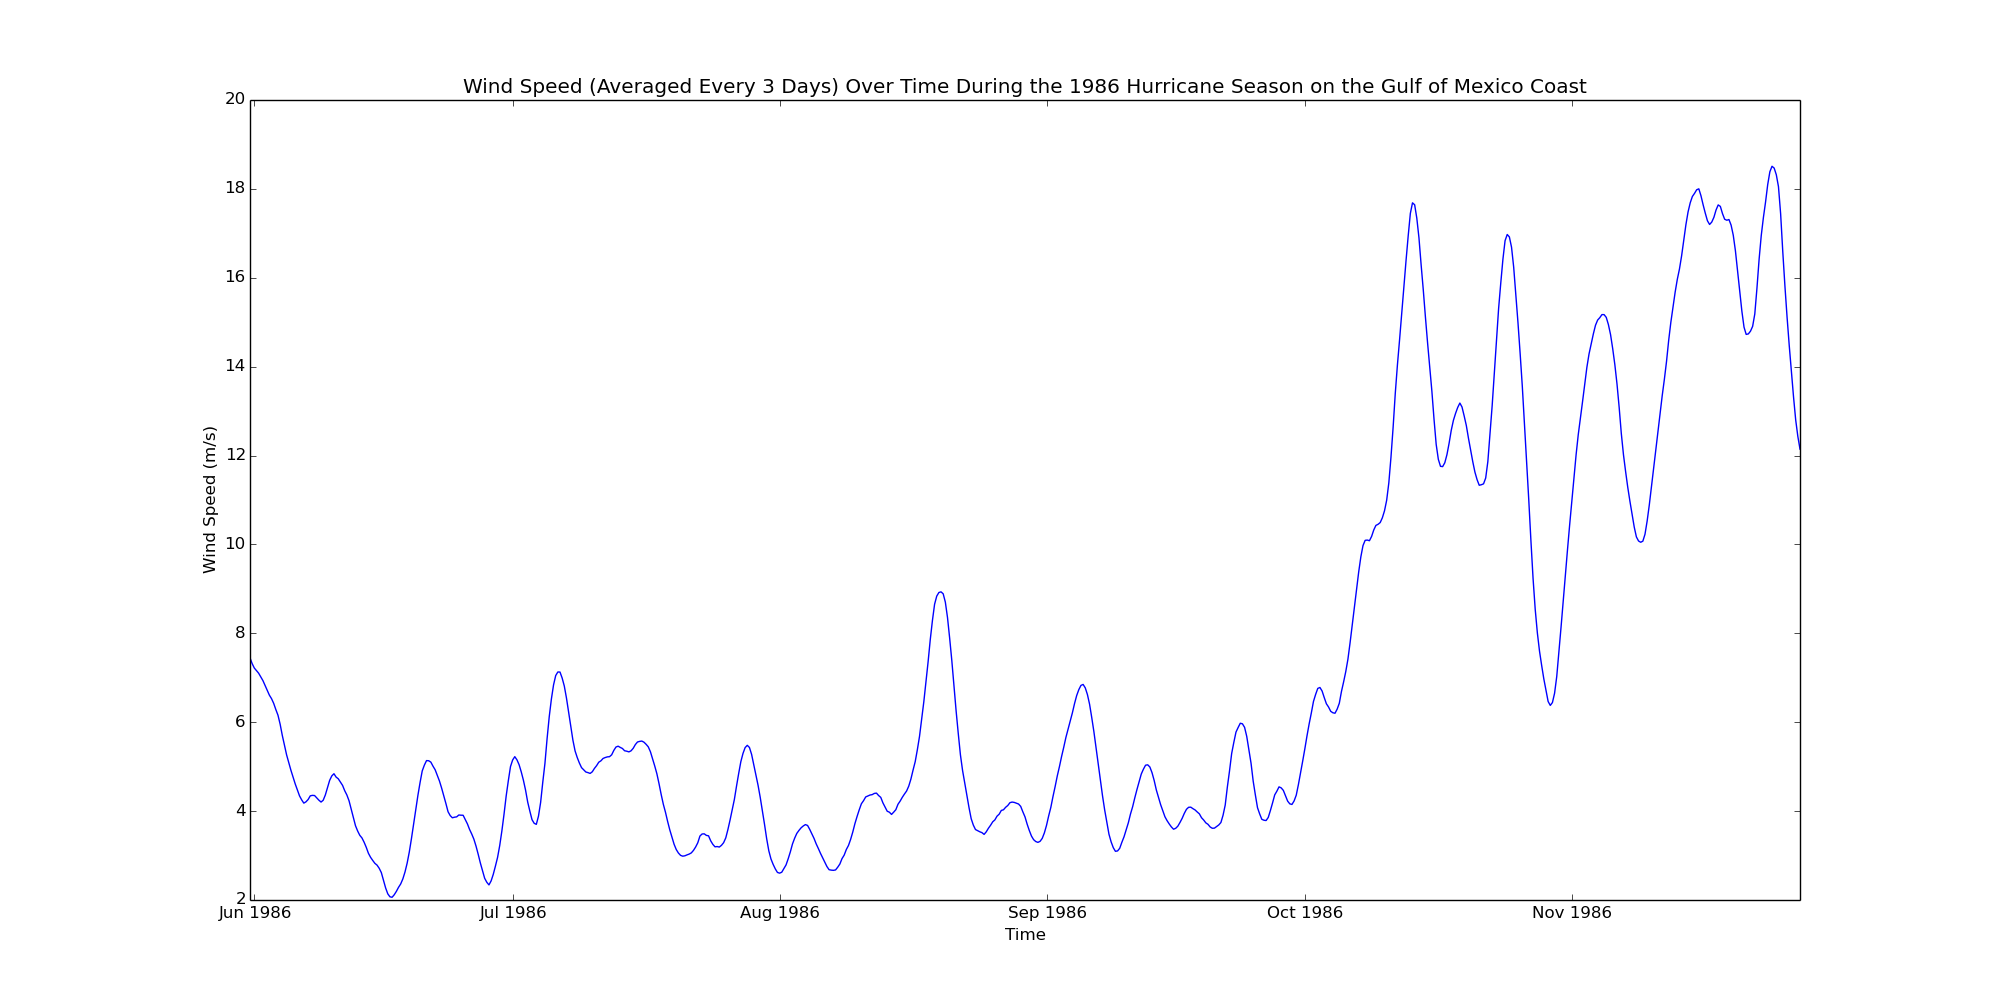 Wind Speed (Averaged Every 3 Days) Over Time During the 1986 Hurricane Season on the Gulf of Mexico Coast
20
18
16
14
12
10
8
6
4
2
Wind Speed (m/s)
Jun 1986
Jul 1986
Aug 1986
Sep 1986
Oct 1986
Nov 1986
Time